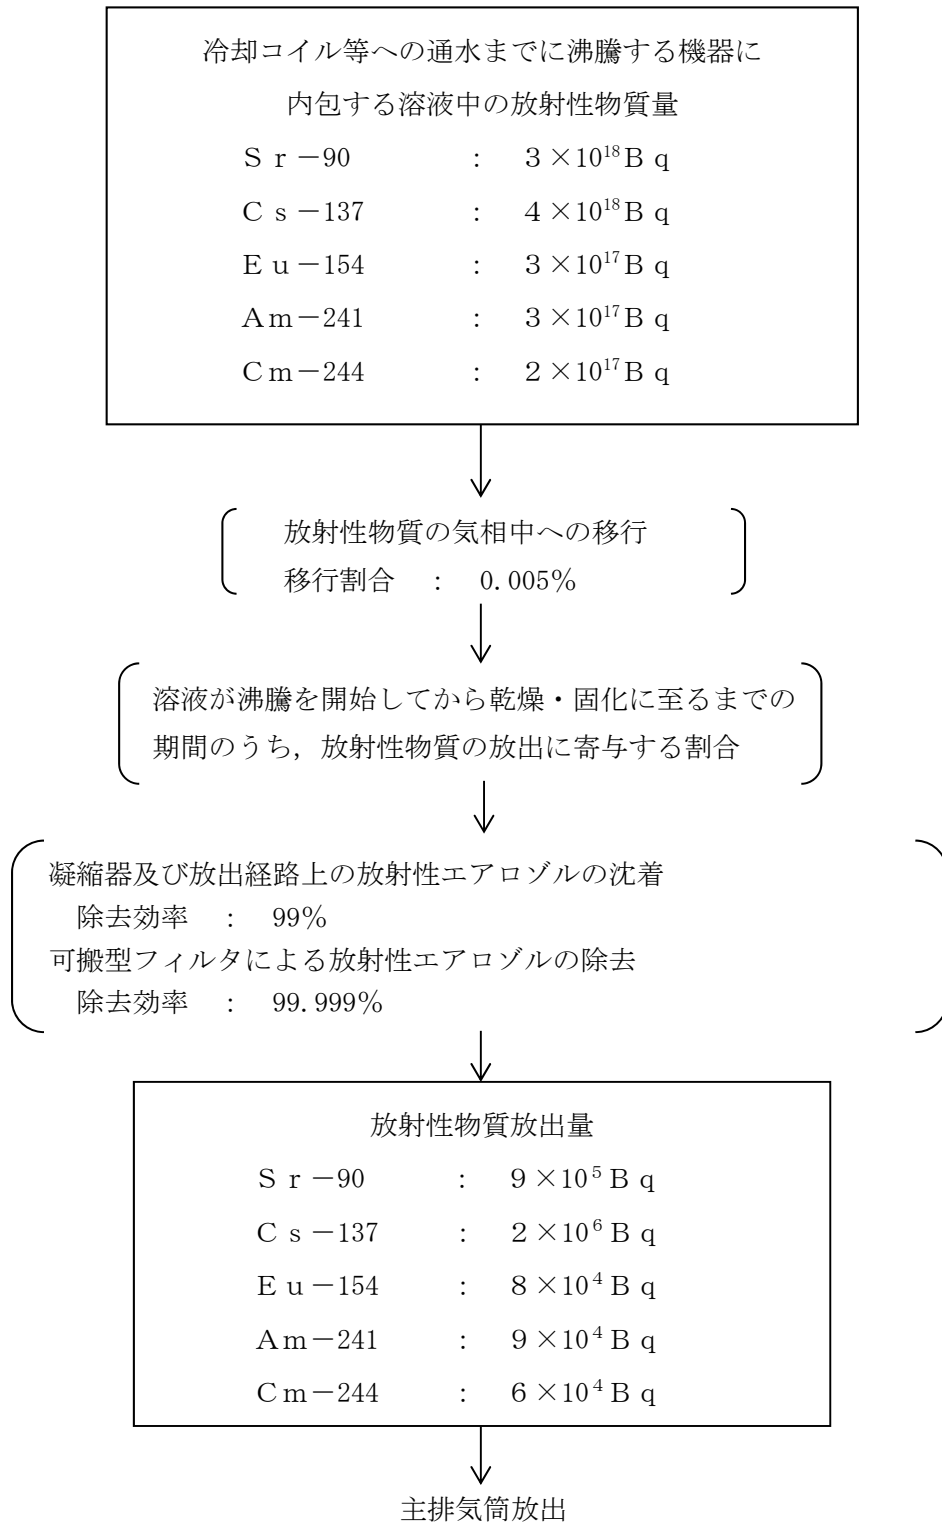 冷却コイル等への通水までに沸騰する機器に
内包する溶液中の放射性物質量
Ｓｒ－90 : 3×10¹⁸Ｂｑ
Ｃｓ－137 : 4×10¹⁸Ｂｑ
Ｅｕ－154 : 3×10¹⁷Ｂｑ
Ａｍ－241 : 3×10¹⁷Ｂｑ
Ｃｍ－244 : 2×10¹⁷Ｂｑ
放射性物質の気相中への移行
移行割合 : 0.005％
溶液が沸騰を開始してから乾燥・固化に至るまでの
期間のうち，放射性物質の放出に寄与する割合
凝縮器及び放出経路上の放射性エアロゾルの沈着
除去効率 : 99％
可搬型フィルタによる放射性エアロゾルの除去
除去効率 : 99.999％
放射性物質放出量
Ｓｒ－90 : 9×10⁵Ｂｑ
Ｃｓ－137 : 2×10⁶Ｂｑ
Ｅｕ－154 : 8×10⁴Ｂｑ
Ａｍ－241 : 9×10⁴Ｂｑ
Ｃｍ－244 : 6×10⁴Ｂｑ
主排気筒放出